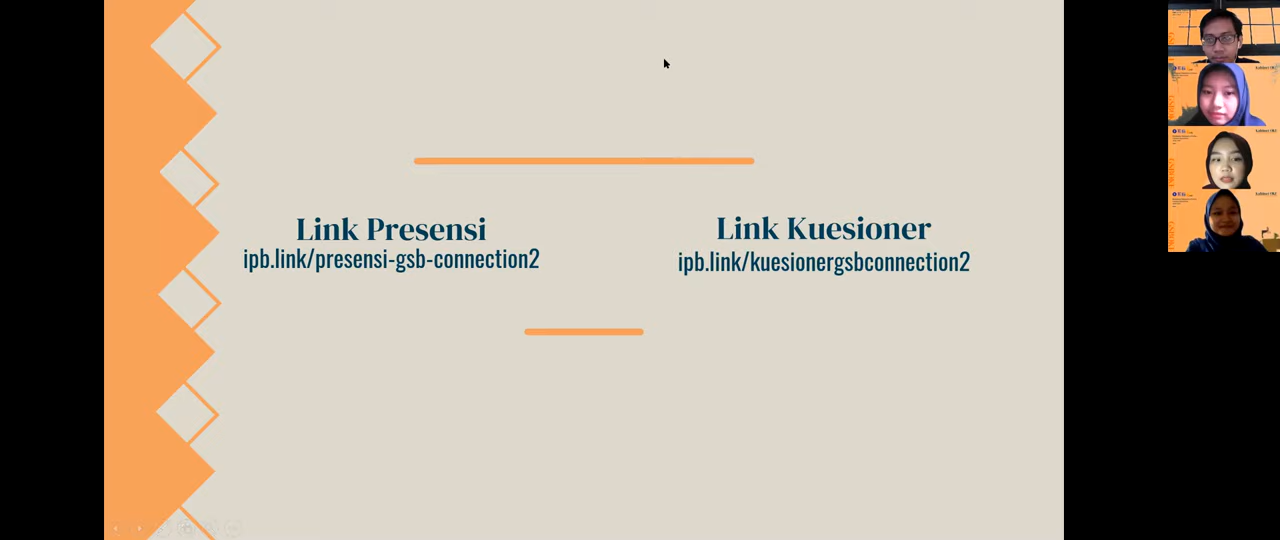 Link Presensi
ipb.link/presensi-gsb-connection2
Link Kuesioner
ipb.link/kuesionergsbconnection2